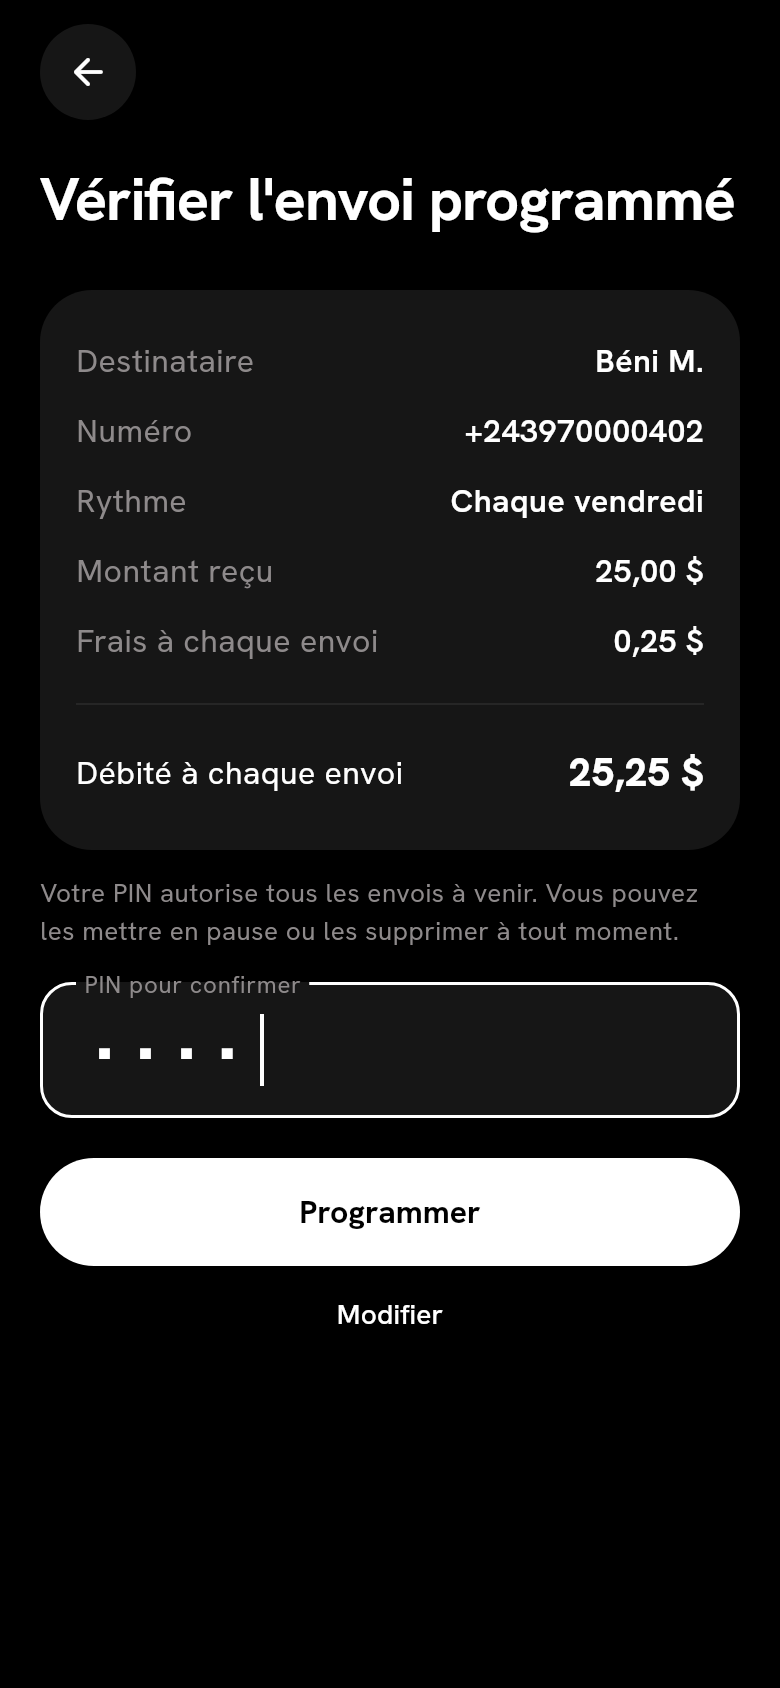 Vérifier l'envoi programmé
Destinataire Béni M.
Numéro +243970000402
Rythme Chaque vendredi
Montant reçu 25,00 $
Frais à chaque envoi 0,25 $
Débité à chaque envoi 25,25 $
Votre PIN autorise tous les envois à venir. Vous pouvez
les mettre en pause ou les supprimer à tout moment.
PIN pour confirmer
Programmer
Modifier